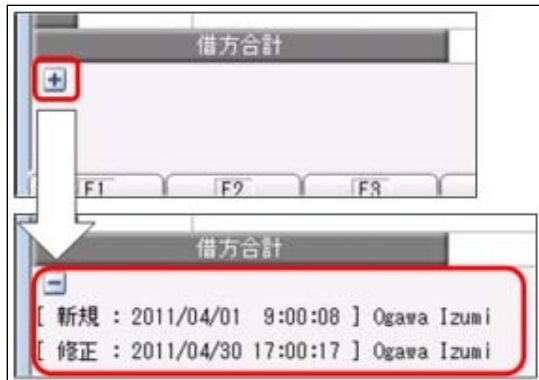 借方合計
F1 F2 F3
借方合計
[ 新規 : 2011/04/01 9:00:08 ] Ogawa Izumi
[ 修正 : 2011/04/30 17:00:17 ] Ogawa Izumi